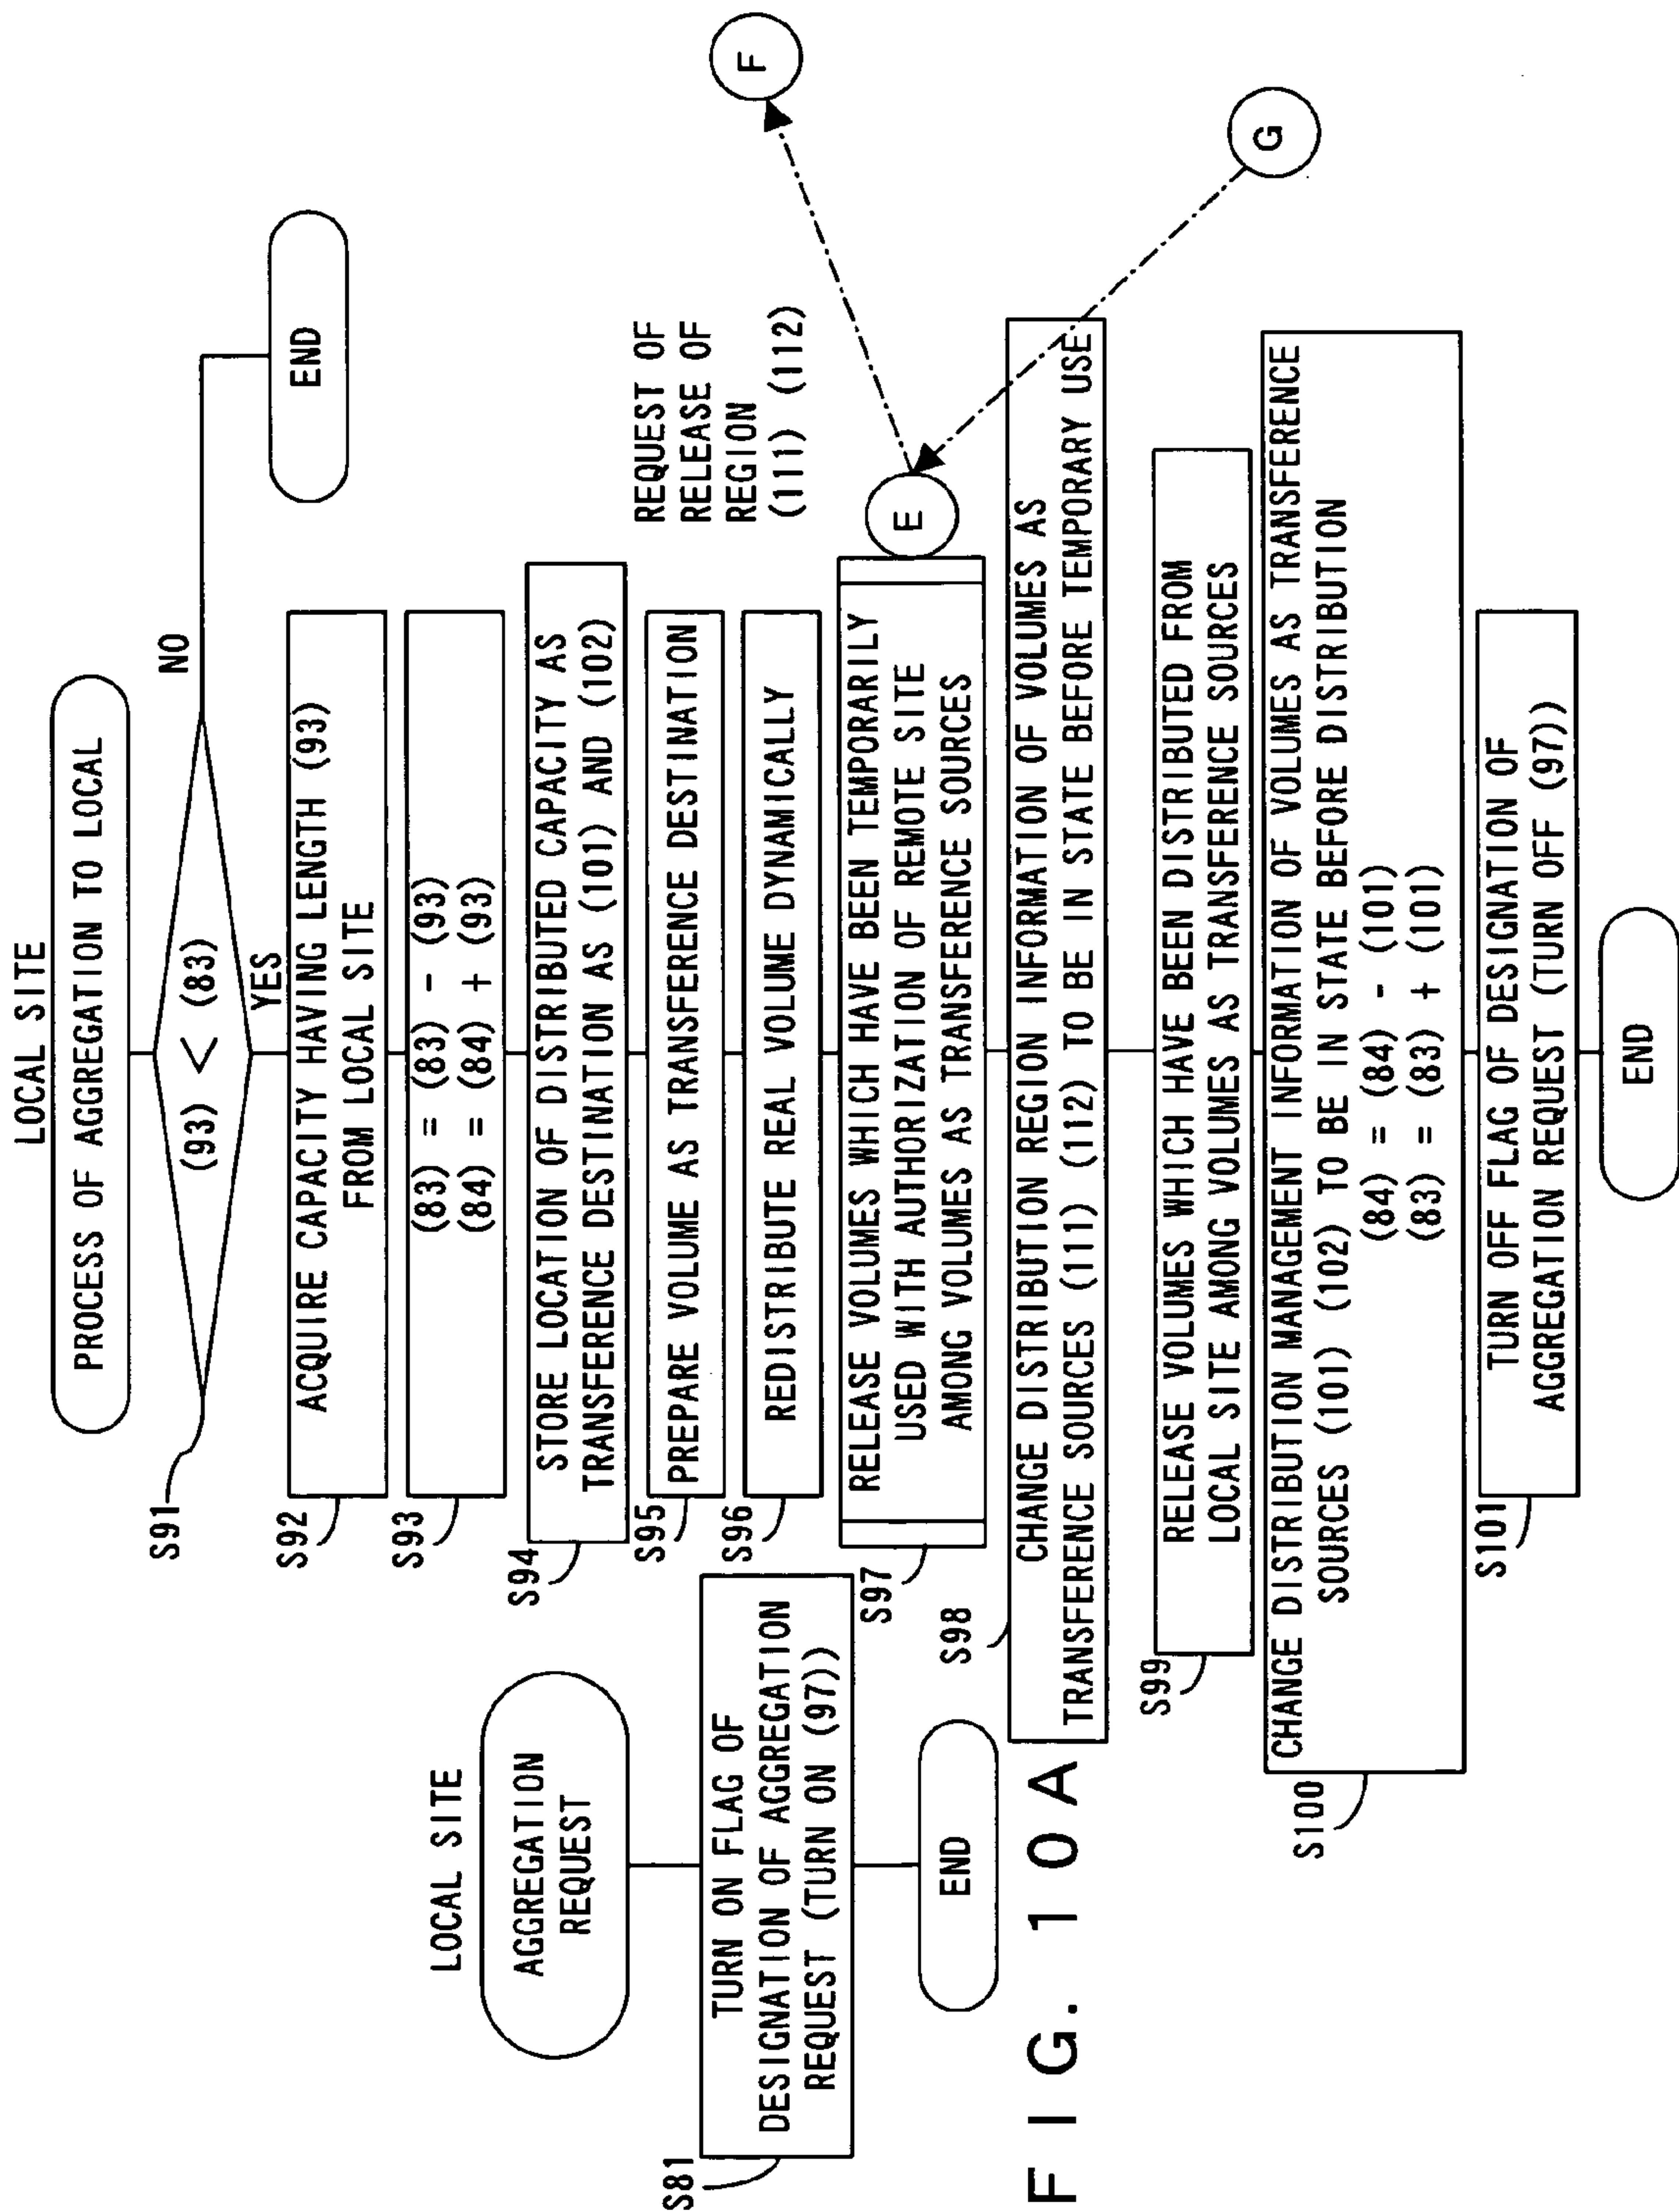 LOCAL SITE
AGGREGATION
REQUEST
S81
TURN ON FLAG OF
DESIGNATION OF AGGREGATION
REQUEST (TURN ON (97))
END
LOCAL SITE
PROCESS OF AGGREGATION TO LOCAL
S91
(93) < (83)
NO
END
YES
S92
ACQUIRE CAPACITY HAVING LENGTH (93)
FROM LOCAL SITE
S93
(83) = (83) - (93)
(84) = (84) + (93)
S94
STORE LOCATION OF DISTRIBUTED CAPACITY AS
TRANSFERENCE DESTINATION AS (101) AND (102)
S95
PREPARE VOLUME AS TRANSFERENCE DESTINATION
S96
REDISTRIBUTE REAL VOLUME DYNAMICALLY
S97
RELEASE VOLUMES WHICH HAVE BEEN TEMPORARILY
USED WITH AUTHORIZATION OF REMOTE SITE
AMONG VOLUMES AS TRANSFERENCE SOURCES
E
REQUEST OF
RELEASE OF
REGION
(111) (112)
F
G
S98
CHANGE DISTRIBUTION REGION INFORMATION OF VOLUMES AS
TRANSFERENCE SOURCES (111) (112) TO BE IN STATE BEFORE TEMPORARY USE
S99
RELEASE VOLUMES WHICH HAVE BEEN DISTRIBUTED FROM
LOCAL SITE AMONG VOLUMES AS TRANSFERENCE SOURCES
S100
CHANGE DISTRIBUTION MANAGEMENT INFORMATION OF VOLUMES AS TRANSFERENCE
SOURCES (101) (102) TO BE IN STATE BEFORE DISTRIBUTION
(84) = (84) - (101)
(83) = (83) + (101)
S101
TURN OFF FLAG OF DESIGNATION OF
AGGREGATION REQUEST (TURN OFF (97))
END
FIG. 10A